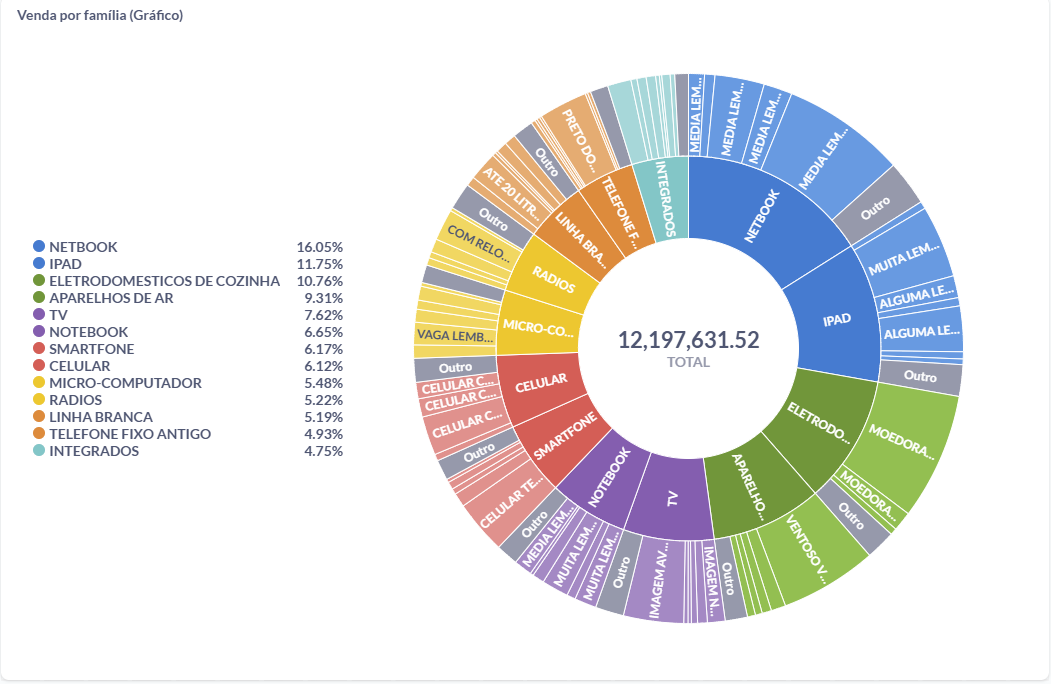 Venda por família (Gráfico)
NETBOOK 16.05%
IPAD 11.75%
ELETRODOMESTICOS DE COZINHA 10.76%
APARELHOS DE AR 9.31%
TV 7.62%
NOTEBOOK 6.65%
SMARTFONE 6.17%
CELULAR 6.12%
MICRO-COMPUTADOR 5.48%
RADIOS 5.22%
LINHA BRANCA 5.19%
TELEFONE FIXO ANTIGO 4.93%
INTEGRADOS 4.75%
12,197,631.52
TOTAL
NETBOOK
IPAD
ELETRODO...
APARELHO...
TV
NOTEBOOK
SMARTFONE
CELULAR
MICRO-CO...
RADIOS
LINHA BRA...
TELEFONE F...
INTEGRADOS
MEDIA LEM...
MEDIA LEM...
MEDIA LEM...
MEDIA LEM...
Outro
MUITA LEM...
ALGUMA LE...
ALGUMA LE...
Outro
MOEDORA...
MOEDORA...
Outro
VENTOSO V...
Outro
IMAGEM N...
IMAGEM AV...
Outro
MUITA LEM...
MUITA LEM...
MEDIA LEM...
Outro
CELULAR TE...
Outro
CELULAR C...
CELULAR C...
CELULAR C...
Outro
VAGA LEMB...
COM RELO...
Outro
ATE 20 LITR...
Outro
PRETO DO...